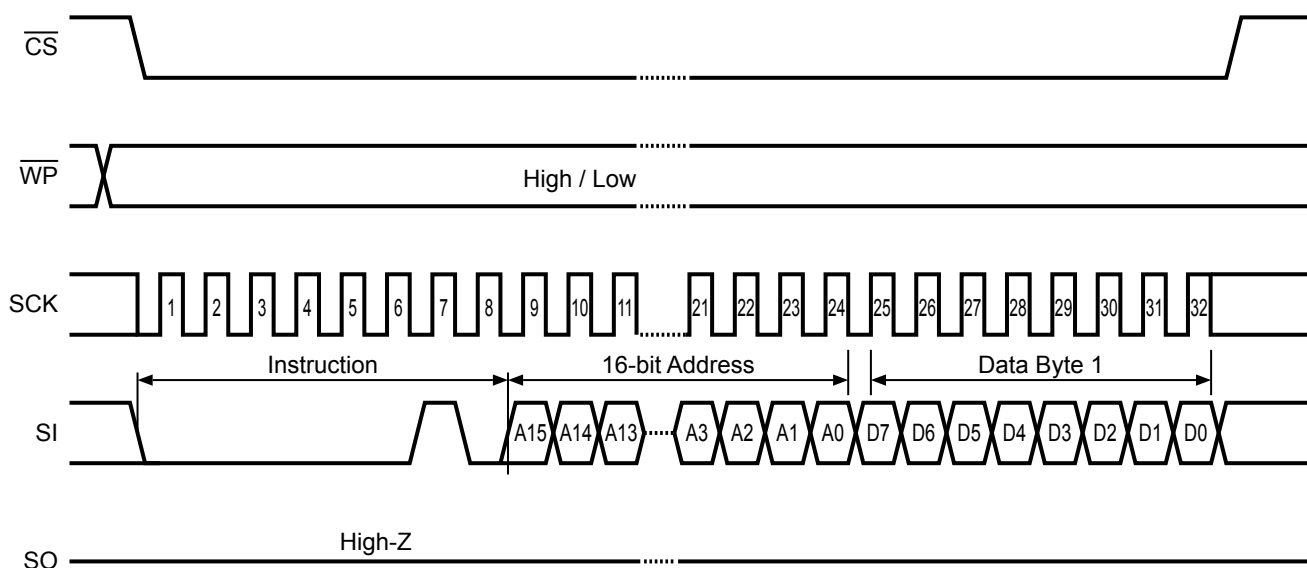 CS
WP
High / Low
SCK
1 2 3 4 5 6 7 8 9 10 11 21 22 23 24 25 26 27 28 29 30 31 32
Instruction 16-bit Address Data Byte 1
SI
A15 A14 A13 A3 A2 A1 A0 D7 D6 D5 D4 D3 D2 D1 D0
High-Z
SO